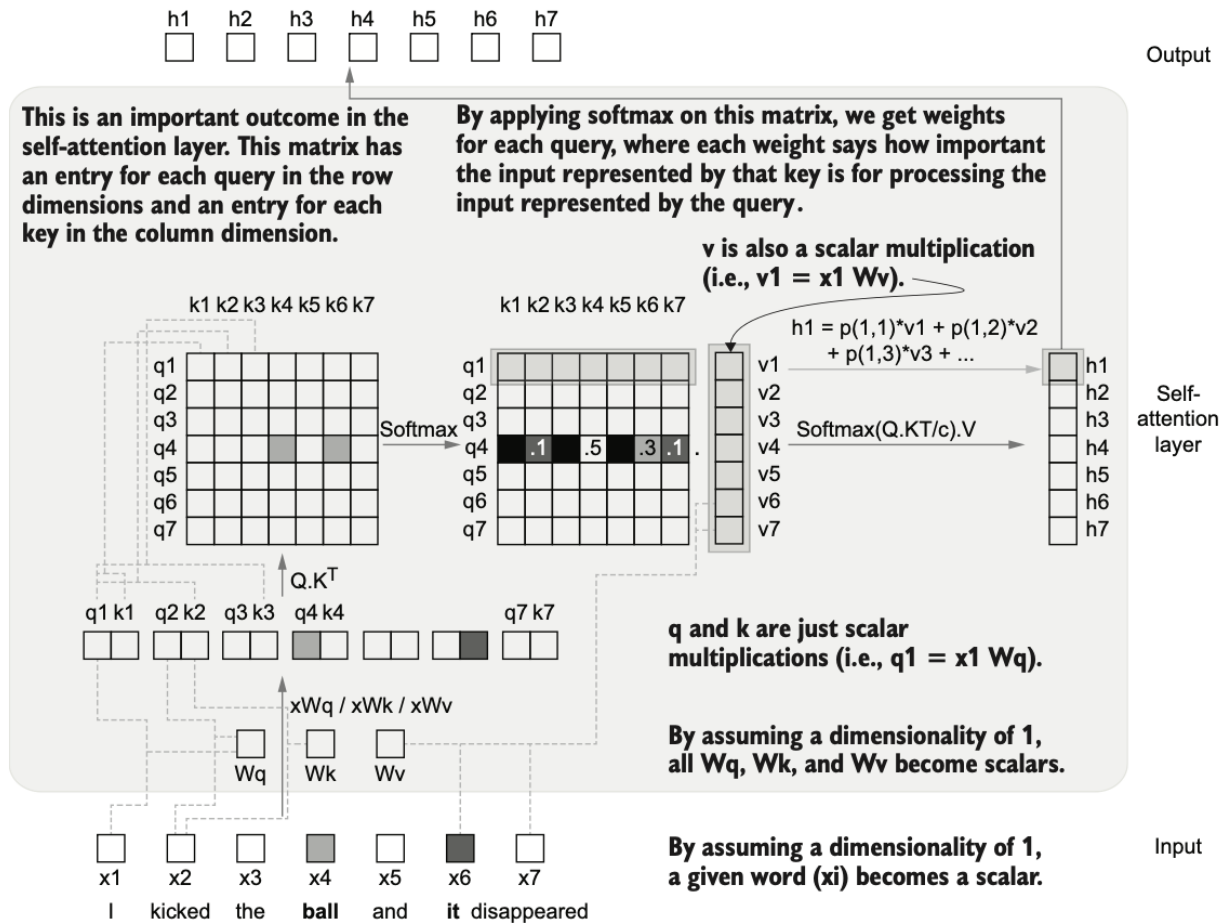 h1 h2 h3 h4 h5 h6 h7
Output
This is an important outcome in the
self-attention layer. This matrix has
an entry for each query in the row
dimensions and an entry for each
key in the column dimension.
By applying softmax on this matrix, we get weights
for each query, where each weight says how important
the input represented by that key is for processing the
input represented by the query.
v is also a scalar multiplication
(i.e., v1 = x1 Wv).
k1 k2 k3 k4 k5 k6 k7
q1
q2
q3
q4
q5
q6
q7
Softmax
k1 k2 k3 k4 k5 k6 k7
q1
q2
q3
q4 .1 .5 .3 .1 .
q5
q6
q7
v1
v2
v3
v4
v5
v6
v7
h1 = p(1,1)*v1 + p(1,2)*v2
+ p(1,3)*v3 + ...
Softmax(Q.KT/c).V
h1
h2
h3
h4
h5
h6
h7
Self-
attention
layer
Q.KT
q1 k1 q2 k2 q3 k3 q4 k4 q7 k7
q and k are just scalar
multiplications (i.e., q1 = x1 Wq).
xWq / xWk / xWv
Wq Wk Wv
By assuming a dimensionality of 1,
all Wq, Wk, and Wv become scalars.
x1 x2 x3 x4 x5 x6 x7
I kicked the ball and it disappeared
By assuming a dimensionality of 1,
a given word (xi) becomes a scalar.
Input